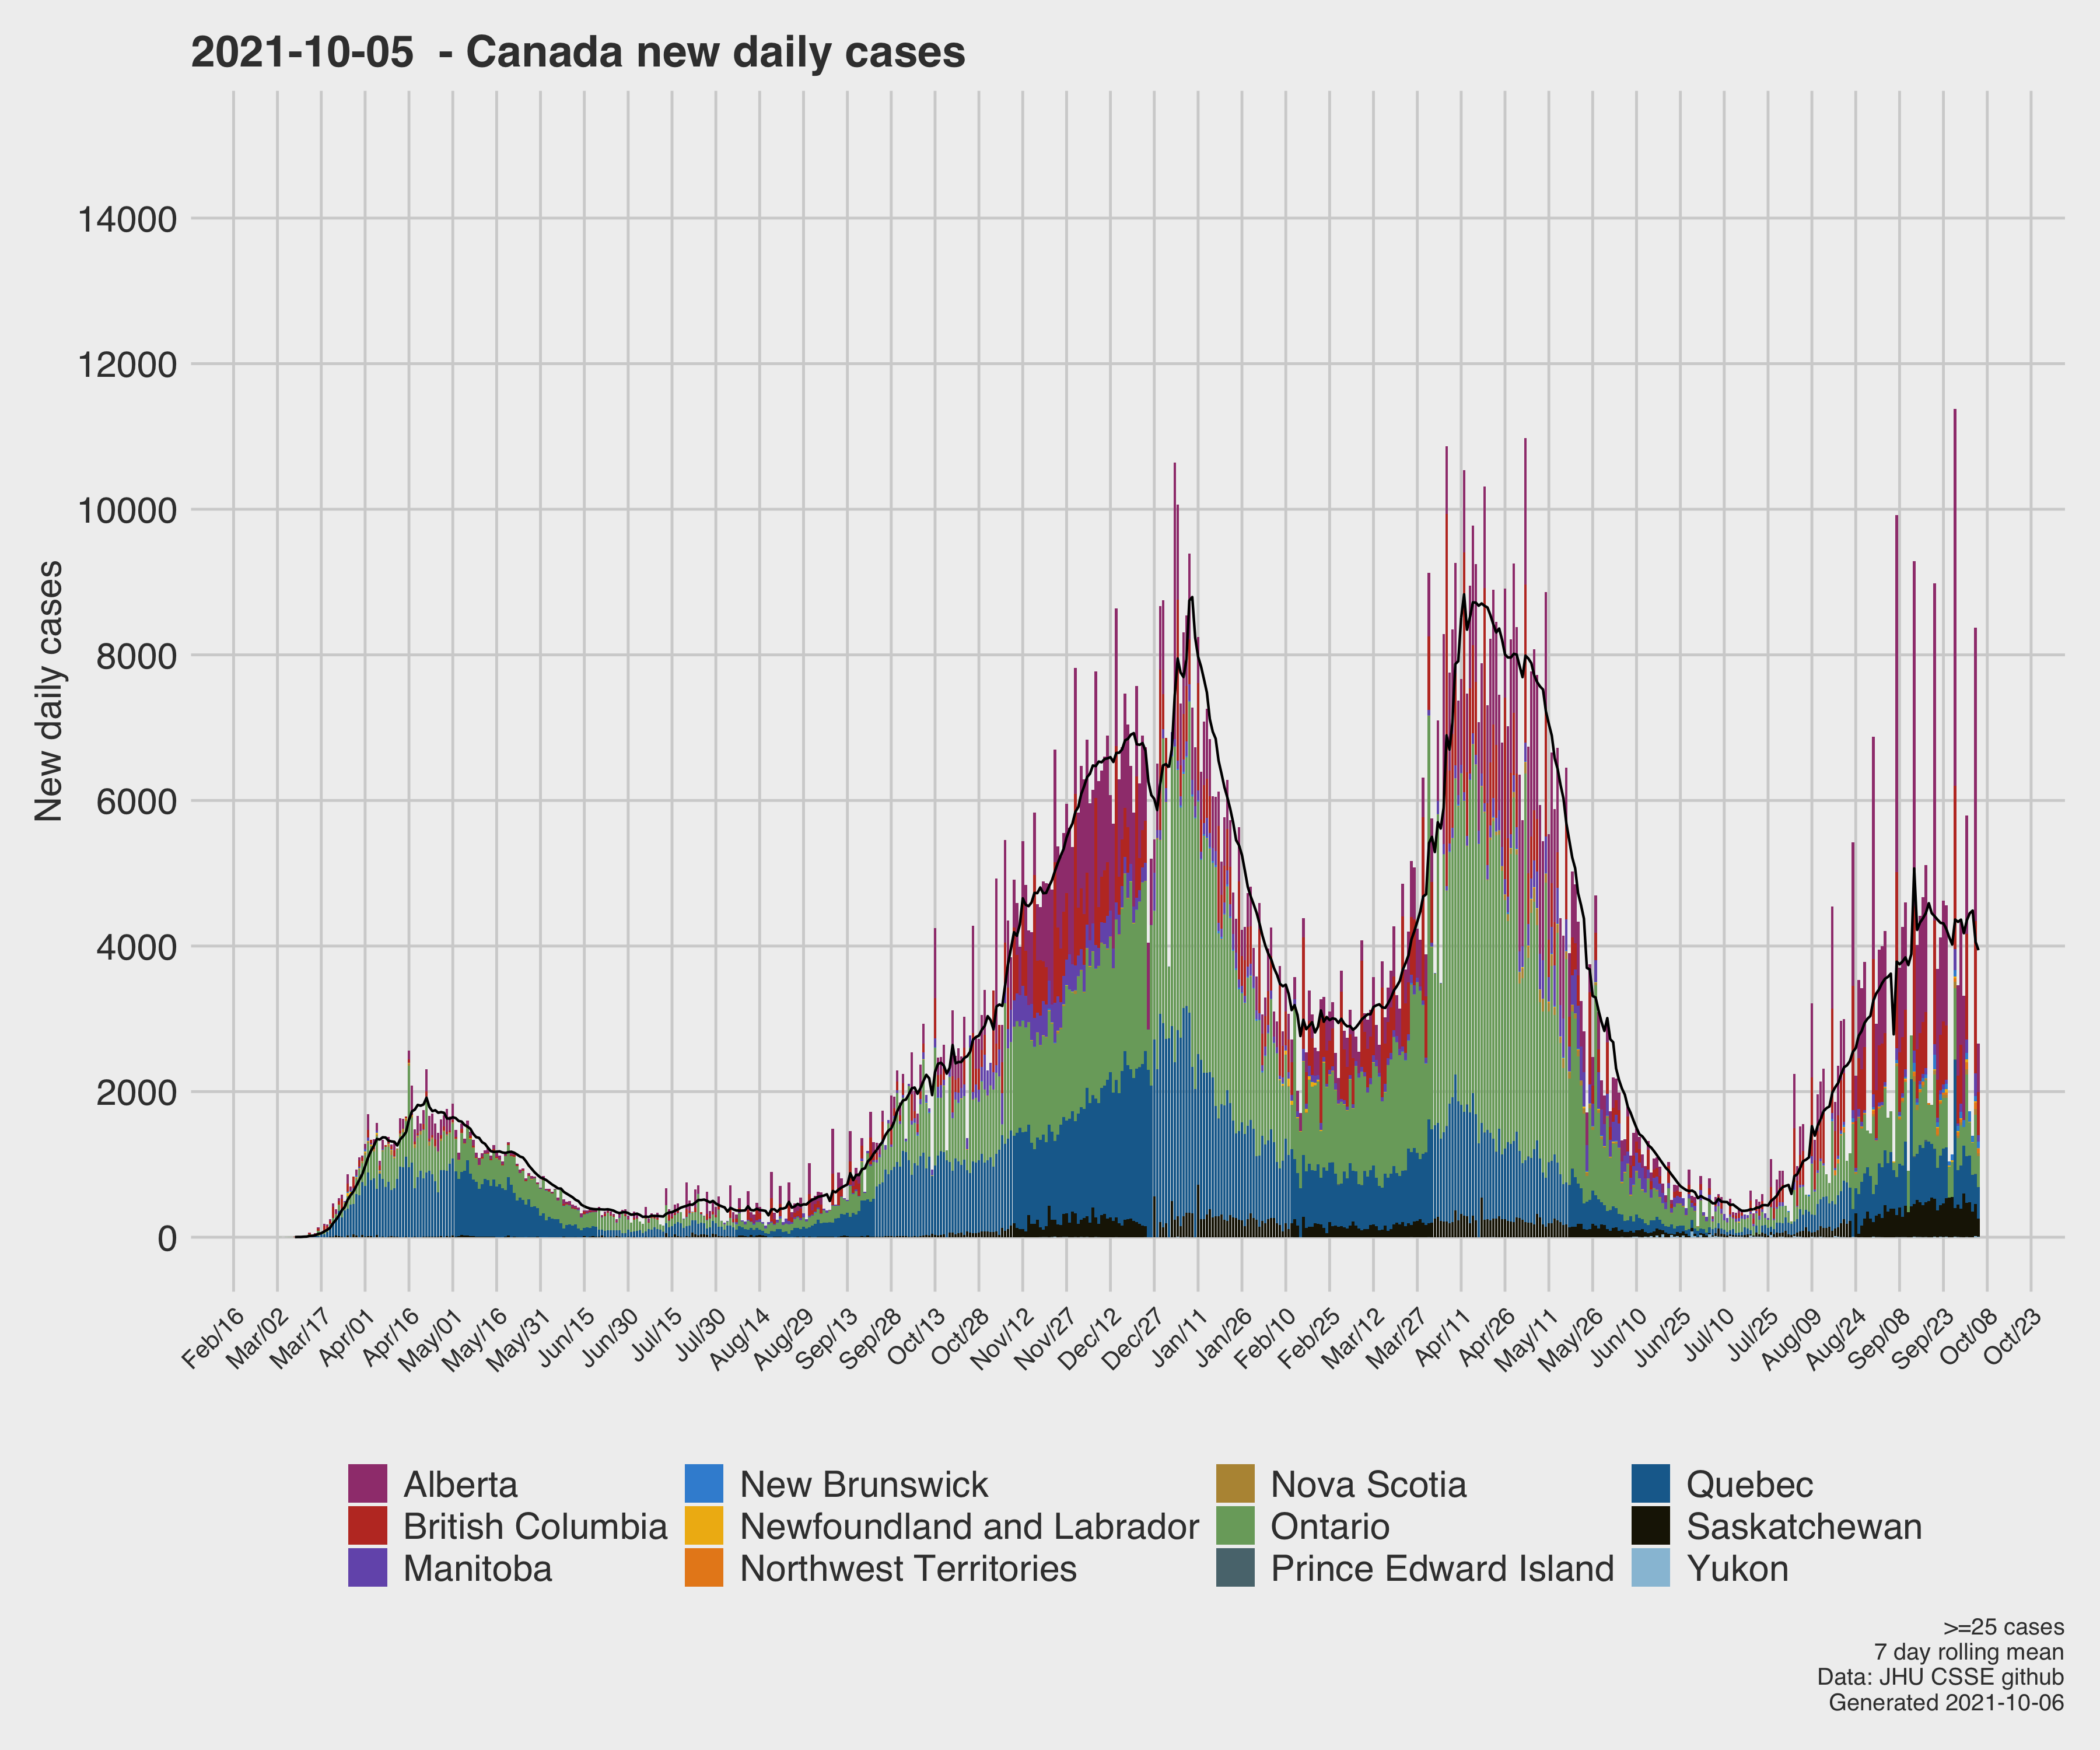 2021-10-05  - Canada new daily cases
New daily cases
14000
12000
10000
8000
6000
4000
2000
0
Feb/16 Mar/02 Mar/17 Apr/01 Apr/16 May/01 May/16 May/31 Jun/15 Jun/30 Jul/15 Jul/30 Aug/14 Aug/29 Sep/13 Sep/28 Oct/13 Oct/28 Nov/12 Nov/27 Dec/12 Dec/27 Jan/11 Jan/26 Feb/10 Feb/25 Mar/12 Mar/27 Apr/11 Apr/26 May/11 May/26 Jun/10 Jun/25 Jul/10 Jul/25 Aug/09 Aug/24 Sep/08 Sep/23 Oct/08 Oct/23
Alberta New Brunswick Nova Scotia Quebec
British Columbia Newfoundland and Labrador Ontario Saskatchewan
Manitoba Northwest Territories Prince Edward Island Yukon
>=25 cases
7 day rolling mean
Data: JHU CSSE github
Generated 2021-10-06